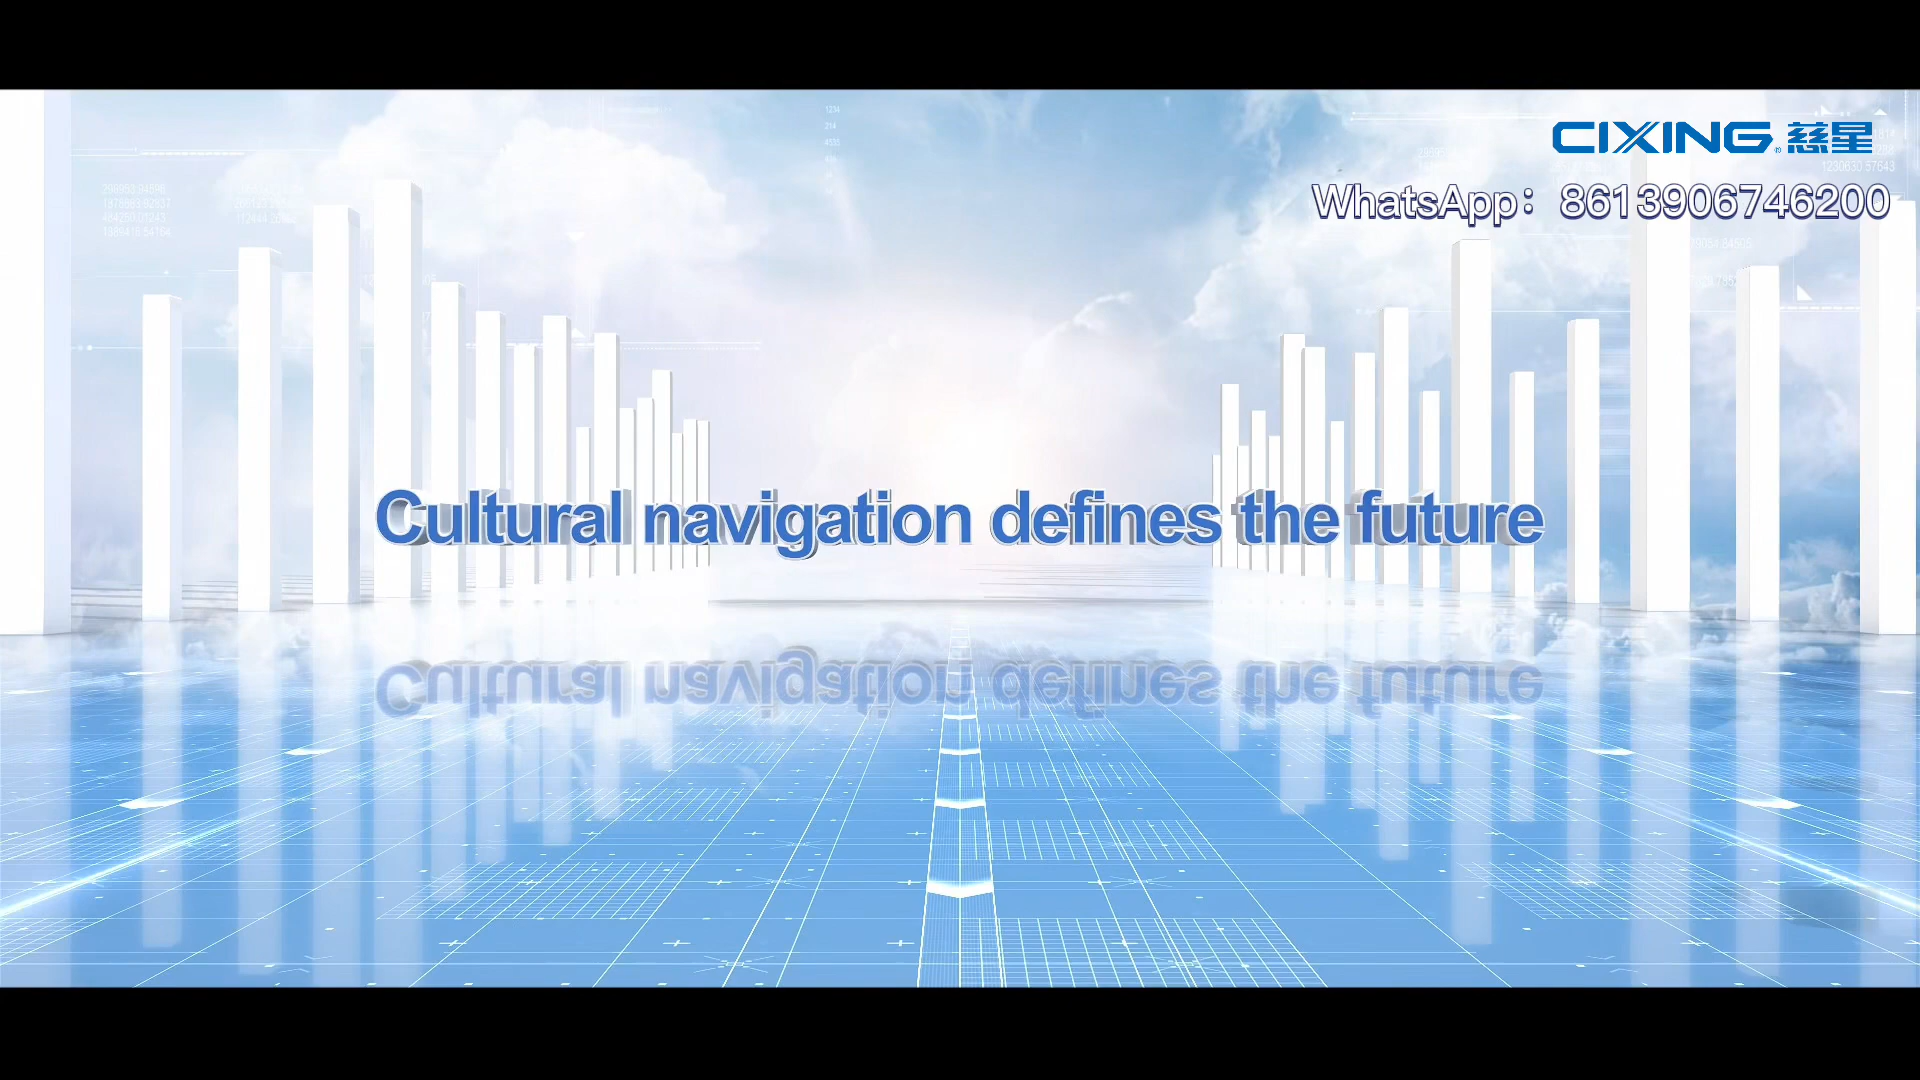 CIXING® 慈星
WhatsApp：8613906746200
Cultural navigation defines the future